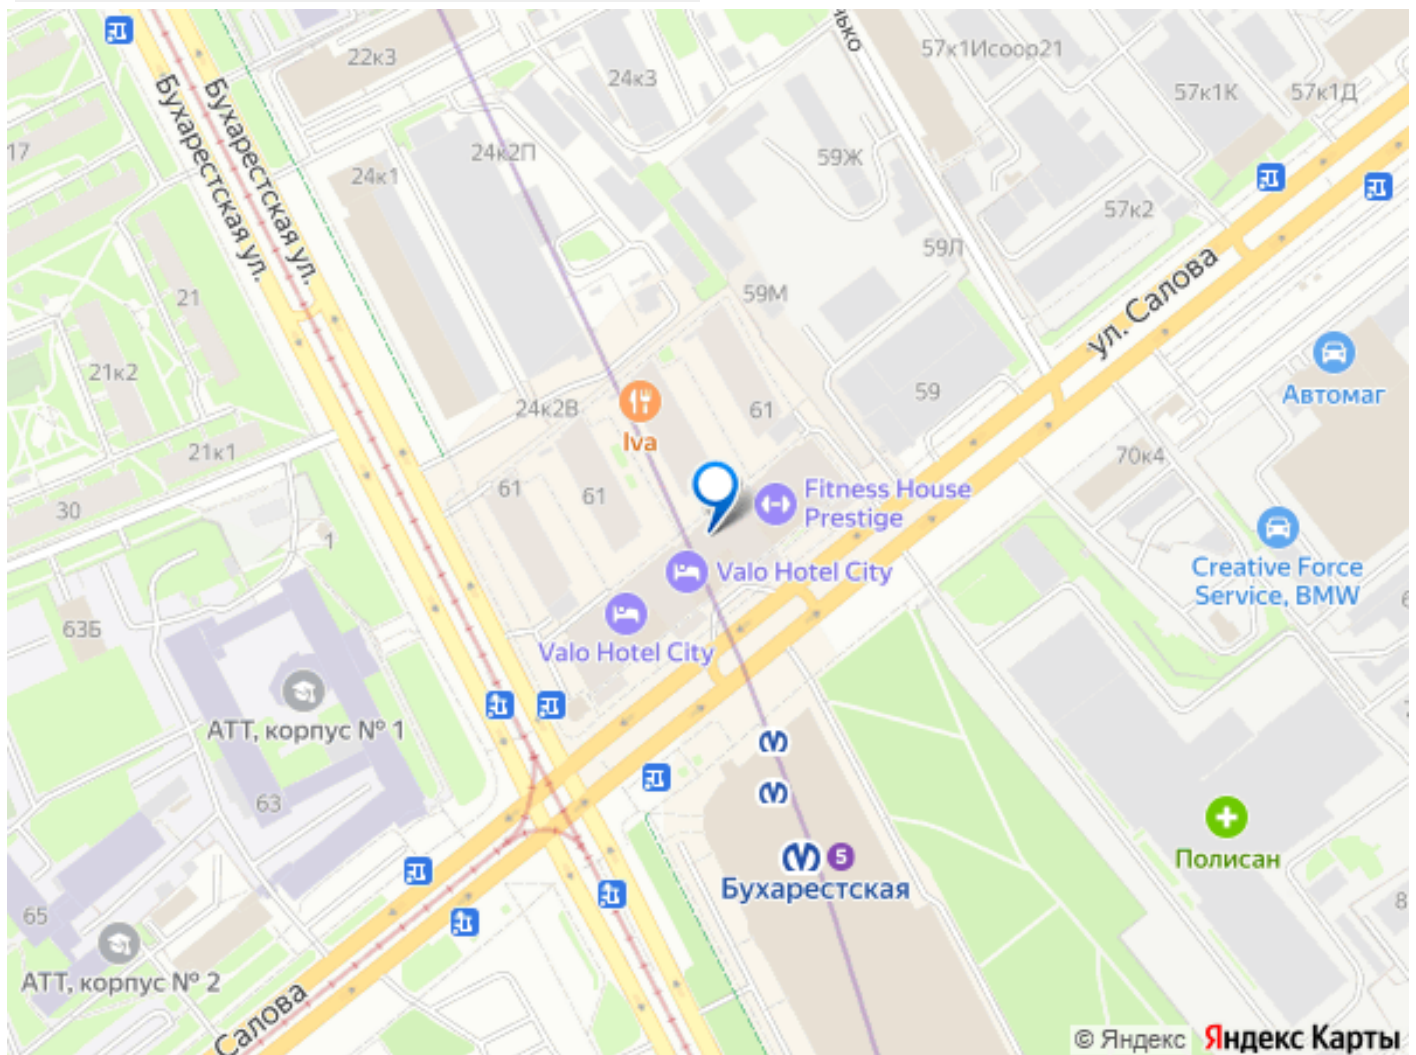 нько
57к1Исоор21
22к3
24к3
57к1К
57к1Д
Бухарестская ул.
Бухарестская ул.
17
24к2П
59Ж
24к1
57к2
59Л
ул. Салова
21
59М
21к2
Автомаг
24к2В
61
59
Iva
21к1
70к4
30
61
61
Fitness House
Prestige
1
Valo Hotel City
Creative Force
Service, BMW
6
63Б
Valo Hotel City
АТТ, корпус № 1
63
5
Полисан
Бухарестская
65
8
АТТ, корпус № 2
Салова
© Яндекс Яндекс Карты